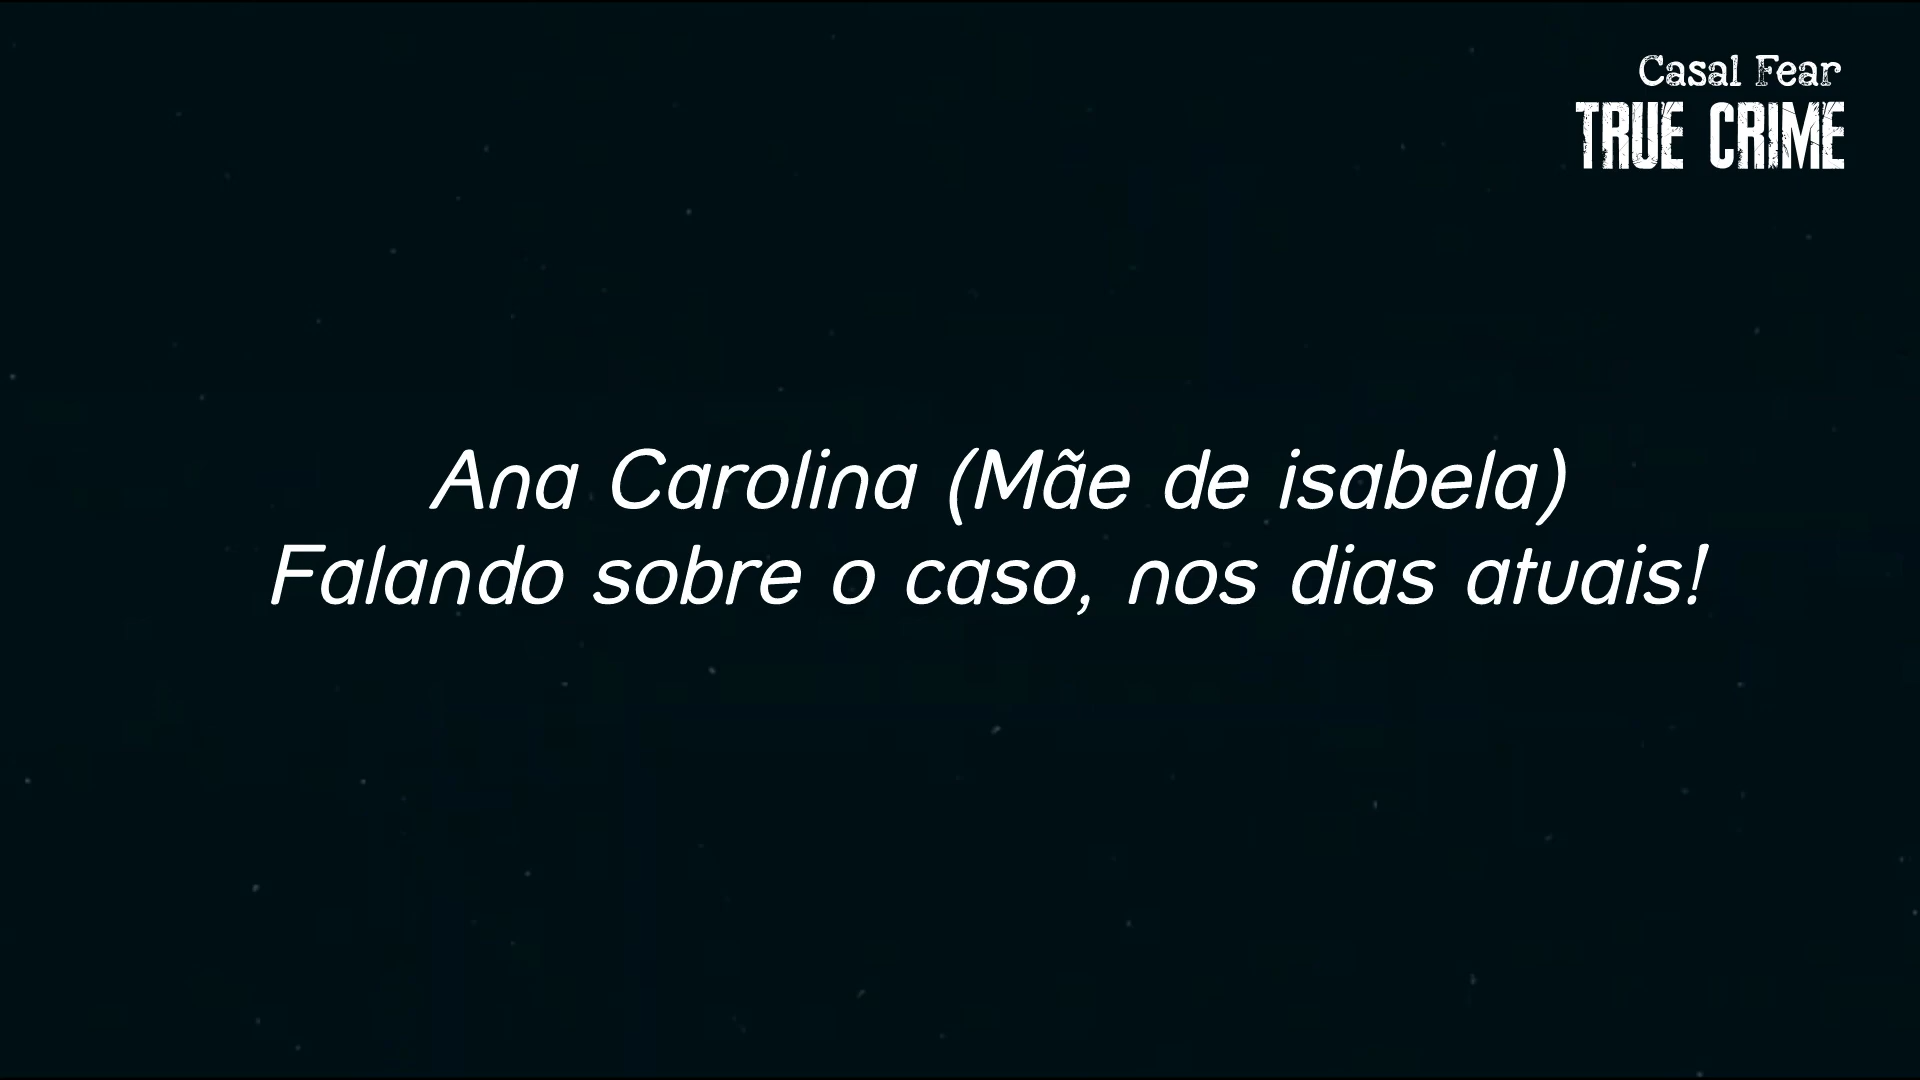 Casal Fear
TRUE CRIME
Ana Carolina (Mãe de isabela)
Falando sobre o caso, nos dias atuais!